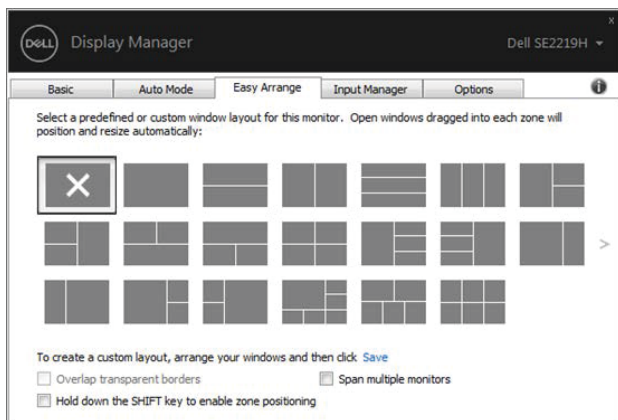 x
DELL Display Manager Dell SE2219H
Basic Auto Mode Easy Arrange Input Manager Options
Select a predefined or custom window layout for this monitor. Open windows dragged into each zone will
position and resize automatically:
To create a custom layout, arrange your windows and then click Save
Overlap transparent borders Span multiple monitors
Hold down the SHIFT key to enable zone positioning